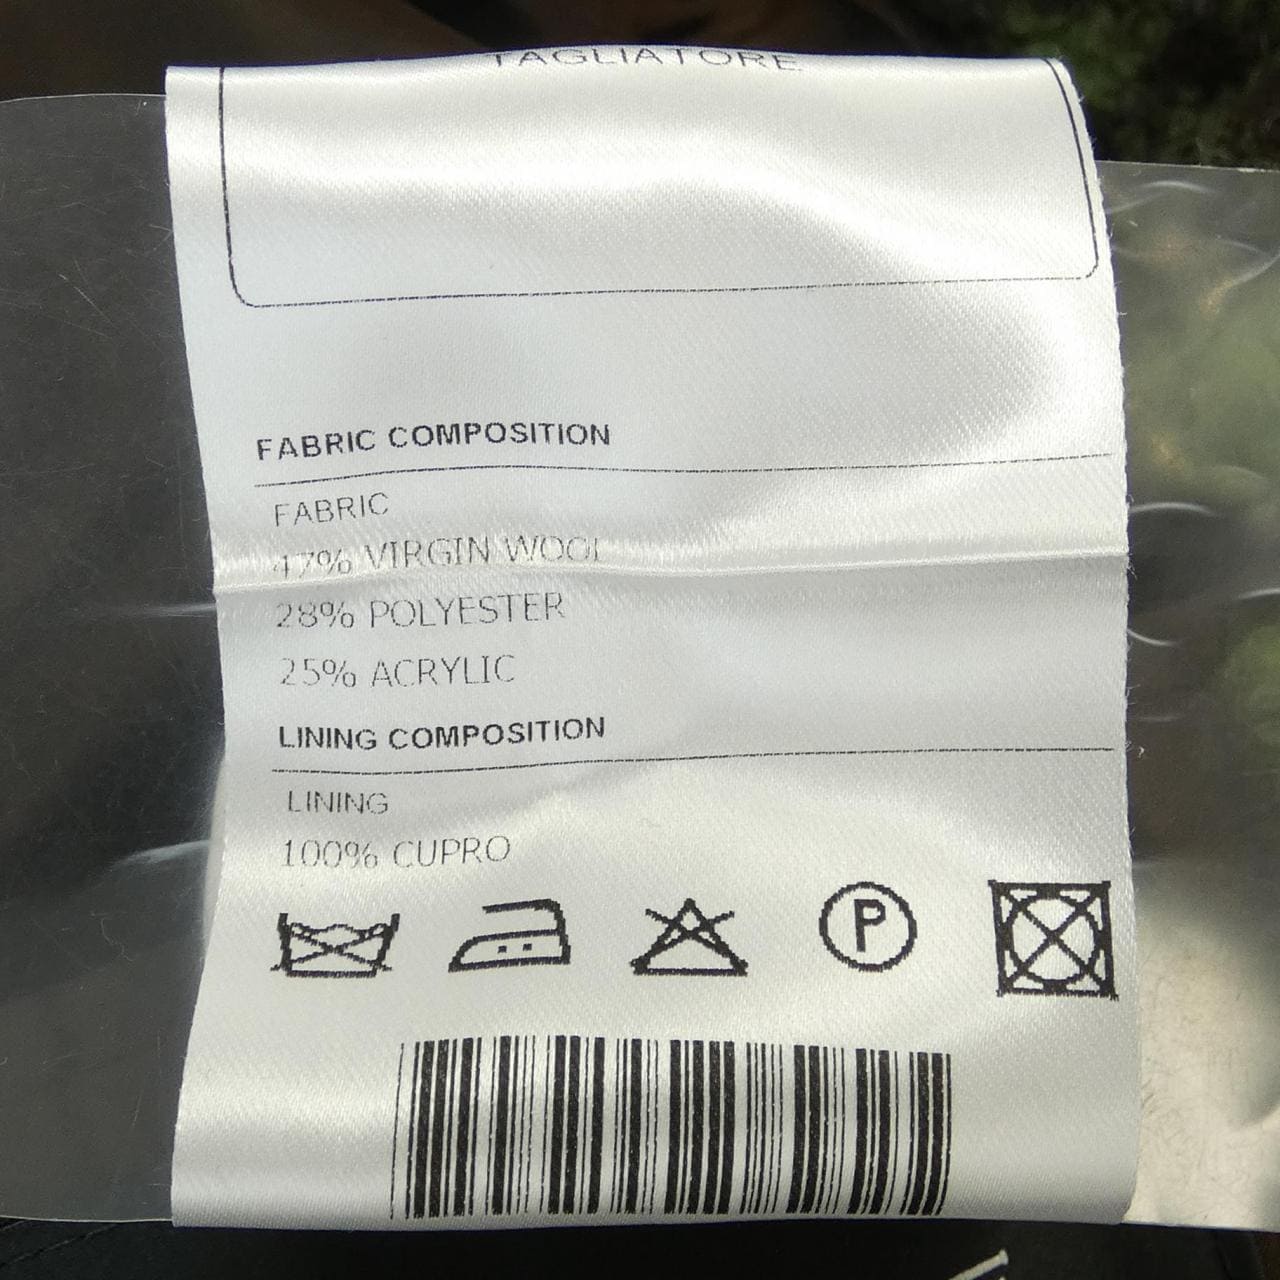 TAGLIATORE
FABRIC COMPOSITION
FABRIC
47% VIRGIN WOOL
28% POLYESTER
25% ACRYLIC
LINING COMPOSITION
LINING
100% CUPRO
P